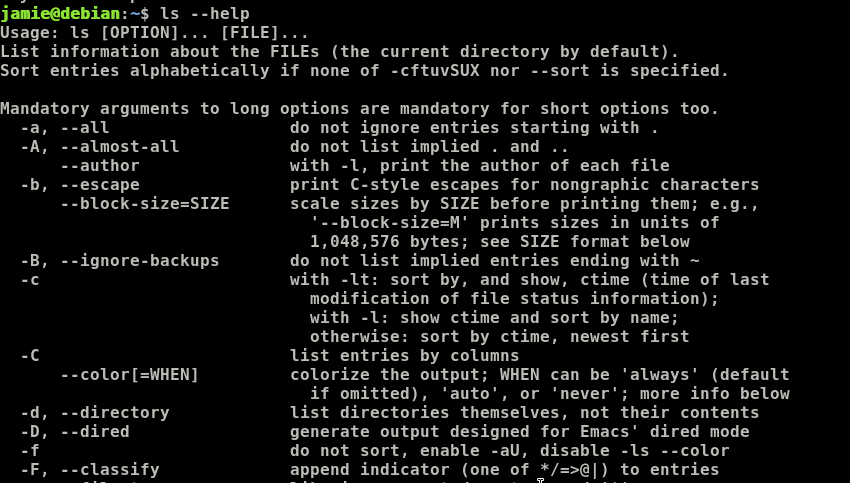 jamie@debian:~$ ls --help
Usage: ls [OPTION]... [FILE]...
List information about the FILEs (the current directory by default).
Sort entries alphabetically if none of -cftuvSUX nor --sort is specified.

Mandatory arguments to long options are mandatory for short options too.
  -a, --all                  do not ignore entries starting with .
  -A, --almost-all           do not list implied . and ..
      --author               with -l, print the author of each file
  -b, --escape               print C-style escapes for nongraphic characters
      --block-size=SIZE      scale sizes by SIZE before printing them; e.g.,
                               '--block-size=M' prints sizes in units of
                               1,048,576 bytes; see SIZE format below
  -B, --ignore-backups       do not list implied entries ending with ~
  -c                         with -lt: sort by, and show, ctime (time of last
                               modification of file status information);
                               with -l: show ctime and sort by name;
                               otherwise: sort by ctime, newest first
  -C                         list entries by columns
      --color[=WHEN]         colorize the output; WHEN can be 'always' (default
                               if omitted), 'auto', or 'never'; more info below
  -d, --directory            list directories themselves, not their contents
  -D, --dired                generate output designed for Emacs' dired mode
  -f                         do not sort, enable -aU, disable -ls --color
  -F, --classify             append indicator (one of */=>@|) to entries